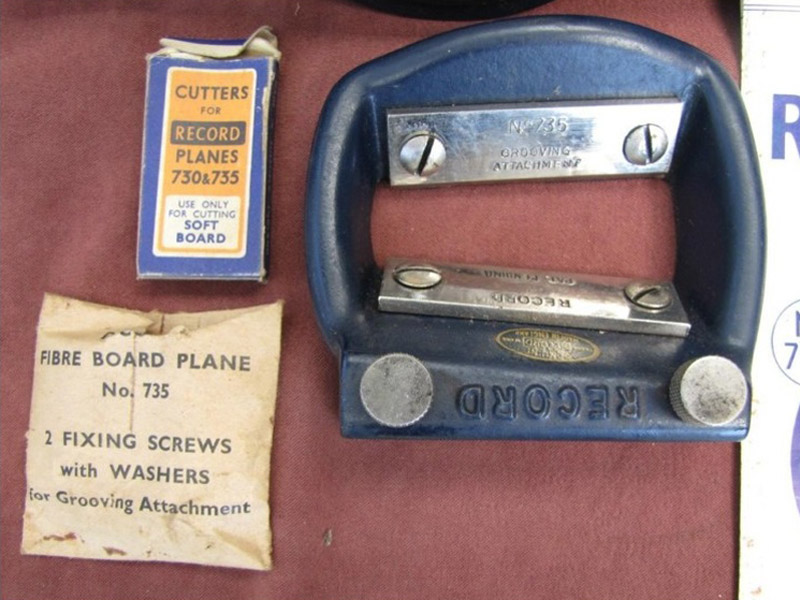 CUTTERS
FOR
RECORD
PLANES
730&735
USE ONLY
FOR CUTTING
SOFT
BOARD
FIBRE BOARD PLANE
No. 735
2 FIXING SCREWS
with WASHERS
for Grooving Attachment
No 735
GROOVING
ATTACHMENT
RECORD
RECORD
R